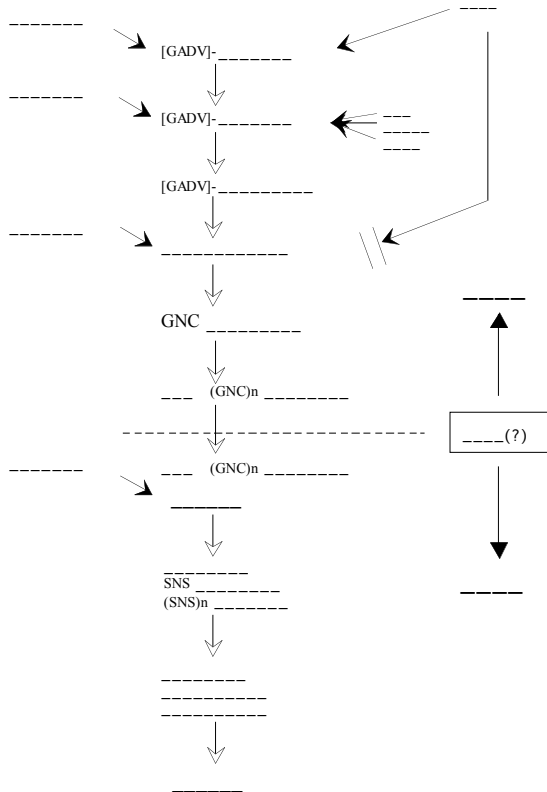 [GADV]-
[GADV]-
[GADV]-
GNC
(GNC)n
(?)
(GNC)n
SNS
(SNS)n